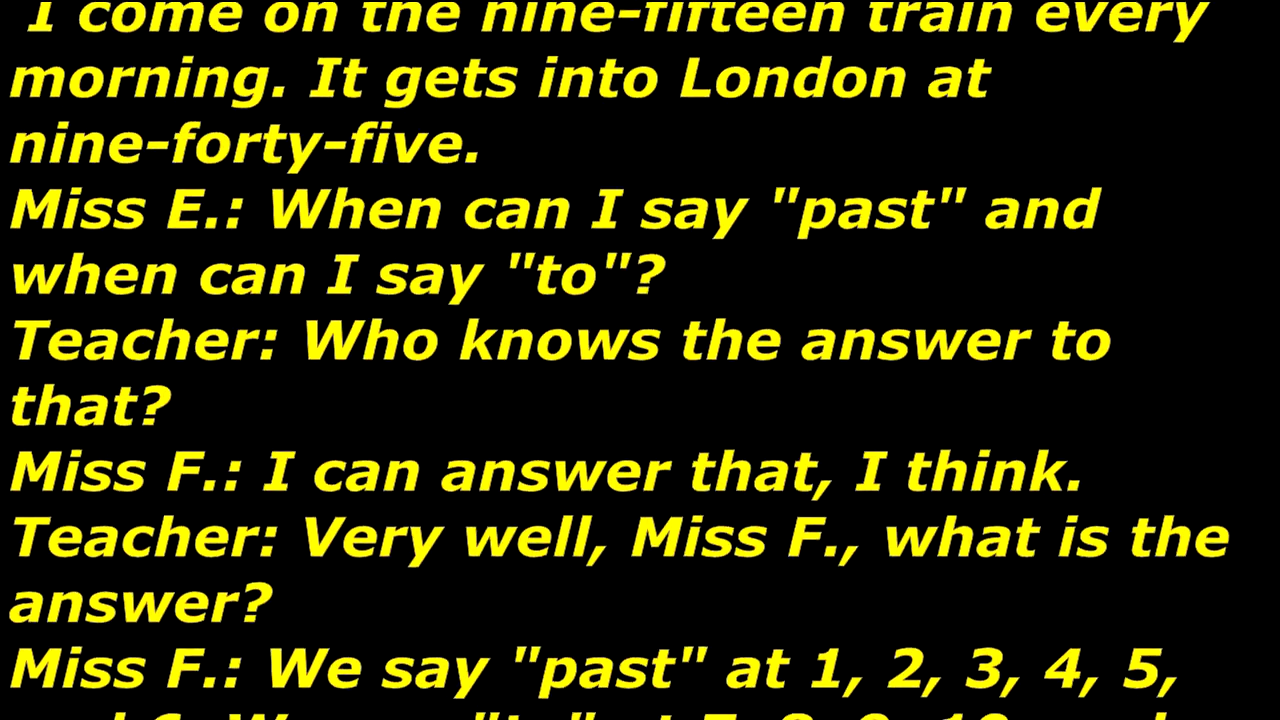 I come on the nine-fifteen train every
morning. It gets into London at
nine-forty-five.
Miss E.: When can I say "past" and
when can I say "to"?
Teacher: Who knows the answer to
that?
Miss F.: I can answer that, I think.
Teacher: Very well, Miss F., what is the
answer?
Miss F.: We say "past" at 1, 2, 3, 4, 5,